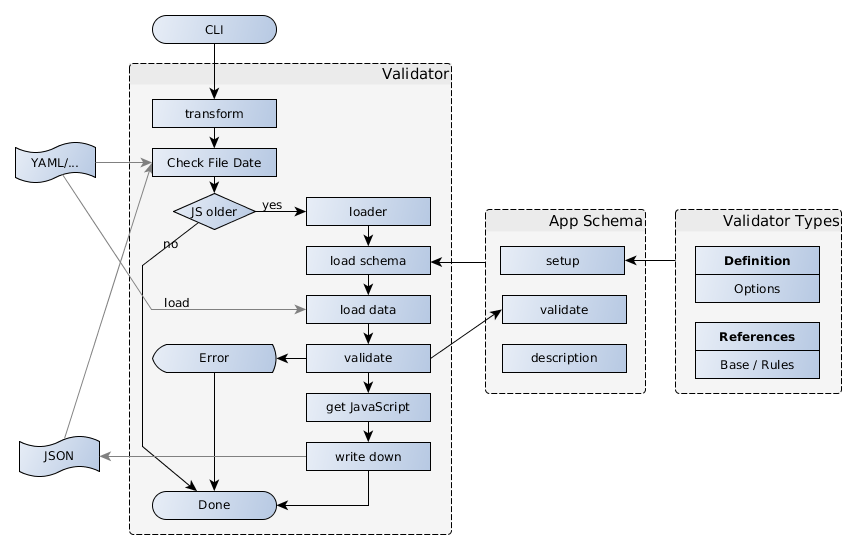 CLI
Validator
transform
YAML/...
Check File Date
JS older
yes
loader
no
load schema
load
load data
Error
validate
get JavaScript
JSON
write down
Done
App Schema
setup
validate
description
Validator Types
Definition
Options
References
Base / Rules